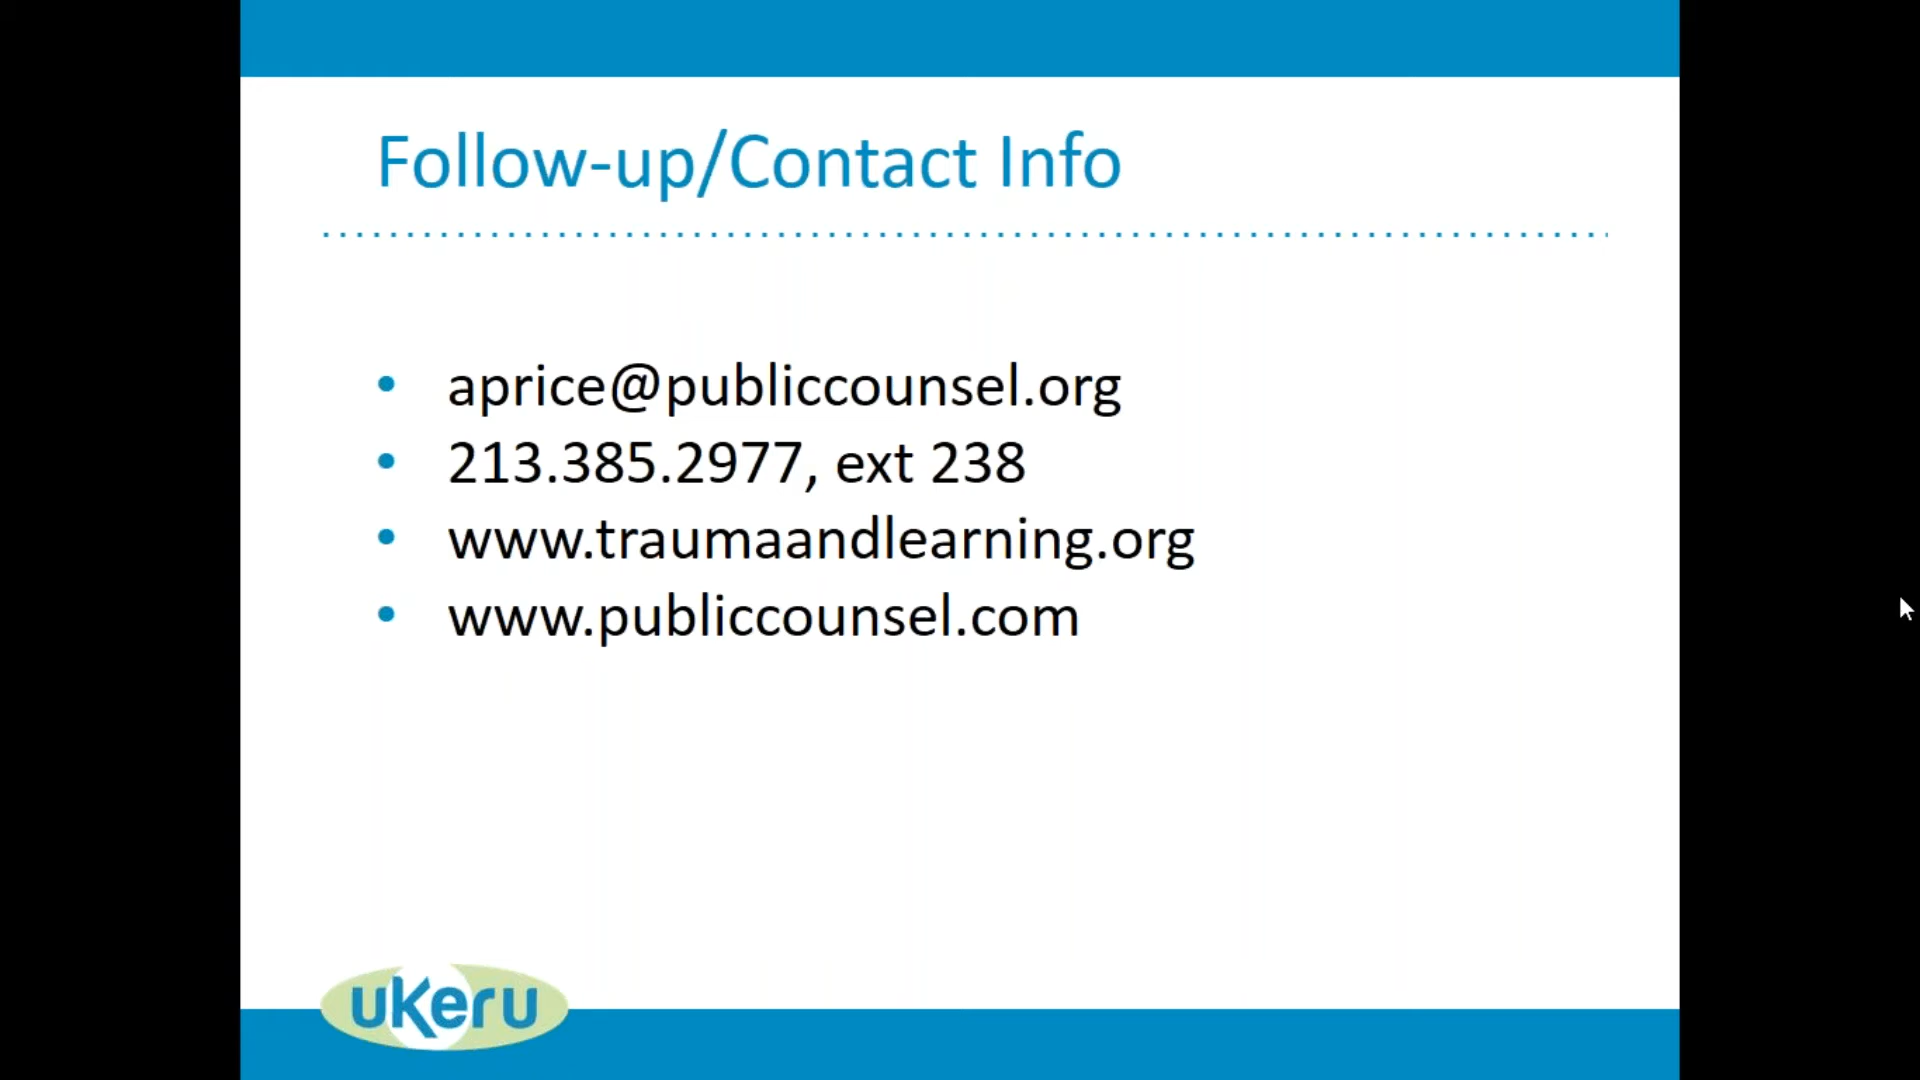 Follow-up/Contact Info
• aprice@publiccounsel.org
• 213.385.2977, ext 238
• www.traumaandlearning.org
• www.publiccounsel.com
uKeru